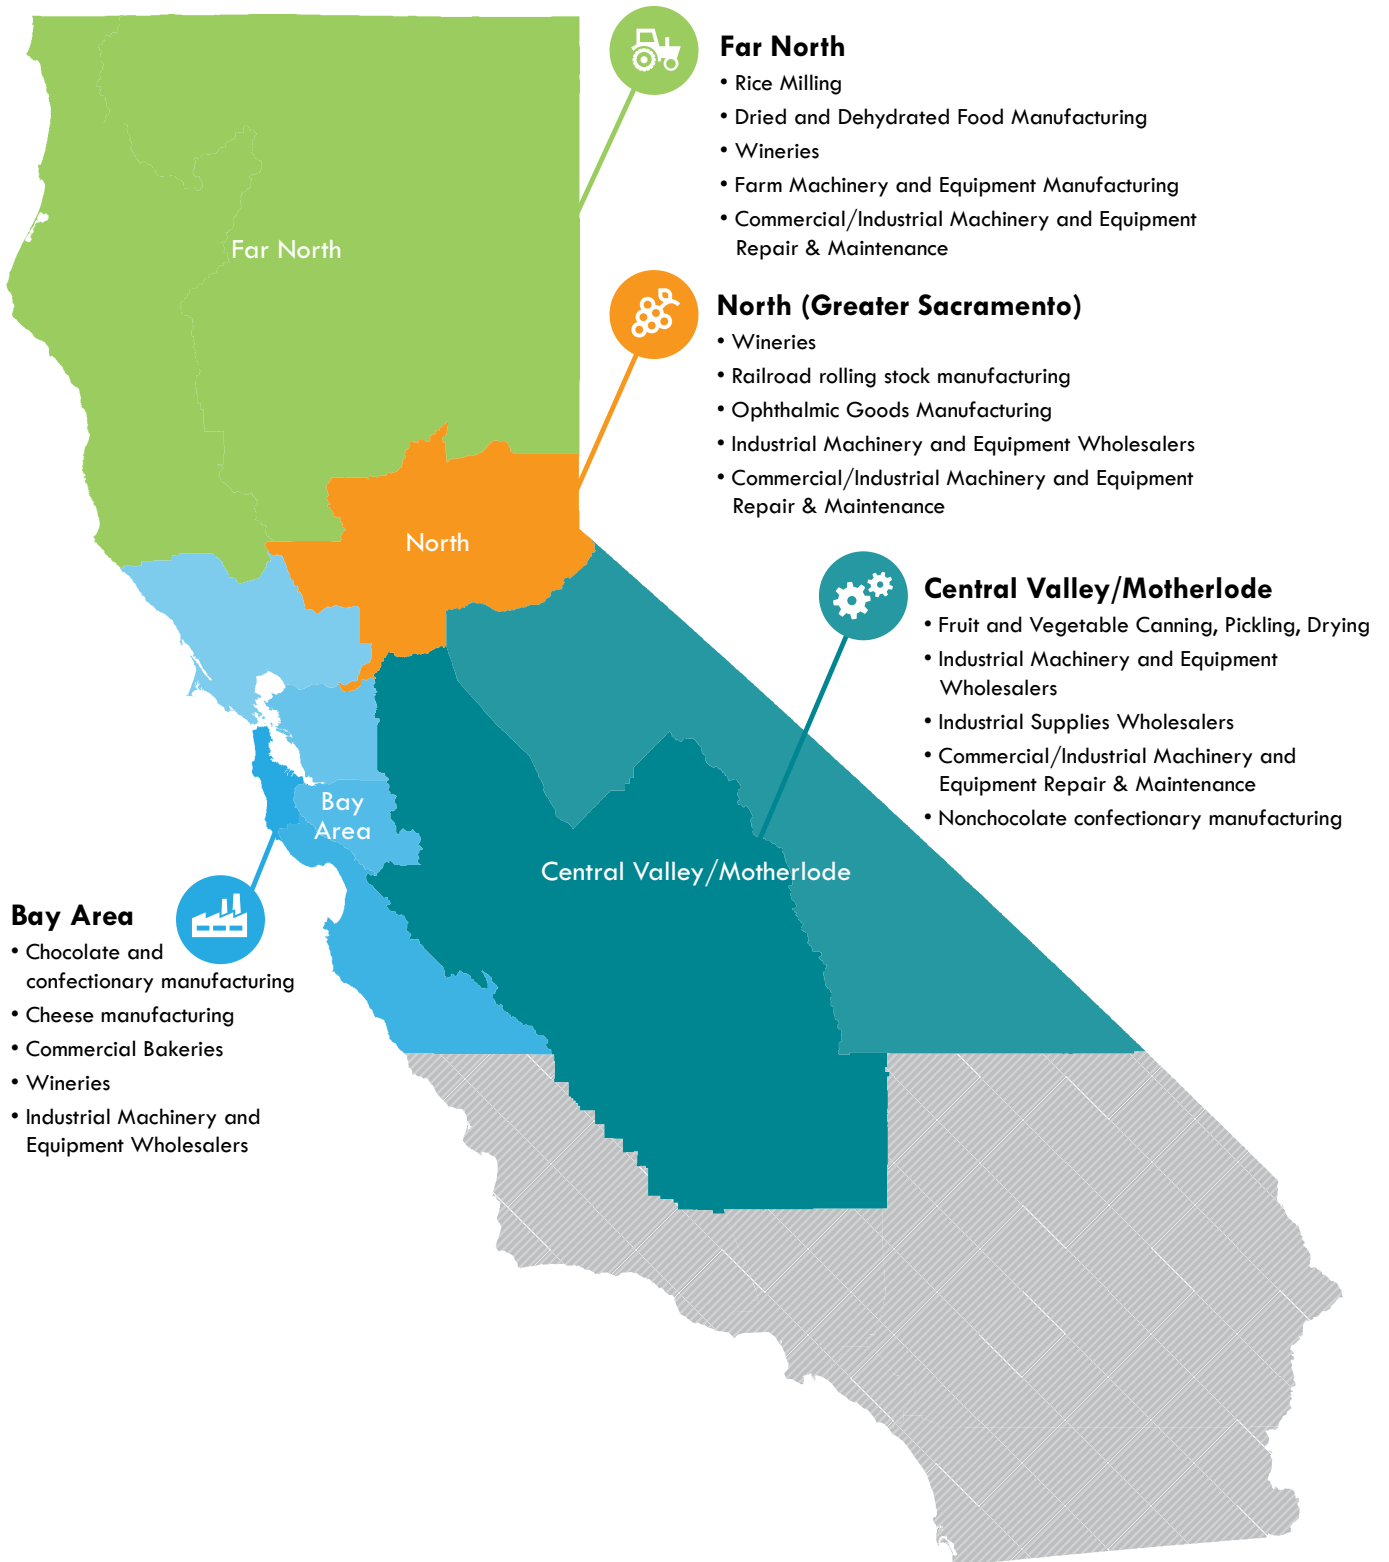 Far North
• Rice Milling
• Dried and Dehydrated Food Manufacturing
• Wineries
• Farm Machinery and Equipment Manufacturing
• Commercial/Industrial Machinery and Equipment
Repair & Maintenance
Far North
North (Greater Sacramento)
• Wineries
• Railroad rolling stock manufacturing
• Ophthalmic Goods Manufacturing
• Industrial Machinery and Equipment Wholesalers
• Commercial/Industrial Machinery and Equipment
Repair & Maintenance
North
Central Valley/Motherlode
• Fruit and Vegetable Canning, Pickling, Drying
• Industrial Machinery and Equipment
Wholesalers
• Industrial Supplies Wholesalers
• Commercial/Industrial Machinery and
Equipment Repair & Maintenance
• Nonchocolate confectionary manufacturing
Bay
Area
Central Valley/Motherlode
Bay Area
• Chocolate and
confectionary manufacturing
• Cheese manufacturing
• Commercial Bakeries
• Wineries
• Industrial Machinery and
Equipment Wholesalers